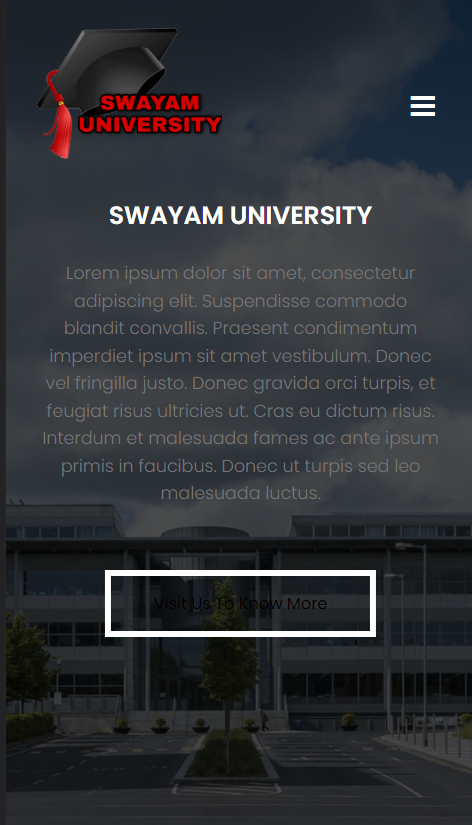 SWAYAM
UNIVERSITY
SWAYAM UNIVERSITY
Lorem ipsum dolor sit amet, consectetur
adipiscing elit. Suspendisse commodo
blandit convallis. Praesent condimentum
imperdiet ipsum sit amet vestibulum. Donec
vel fringilla justo. Donec gravida orci turpis, et
feugiat risus ultricies ut. Cras eu dictum risus.
Interdum et malesuada fames ac ante ipsum
primis in faucibus. Donec ut turpis sed leo
malesuada luctus.
Visit Us To Know More